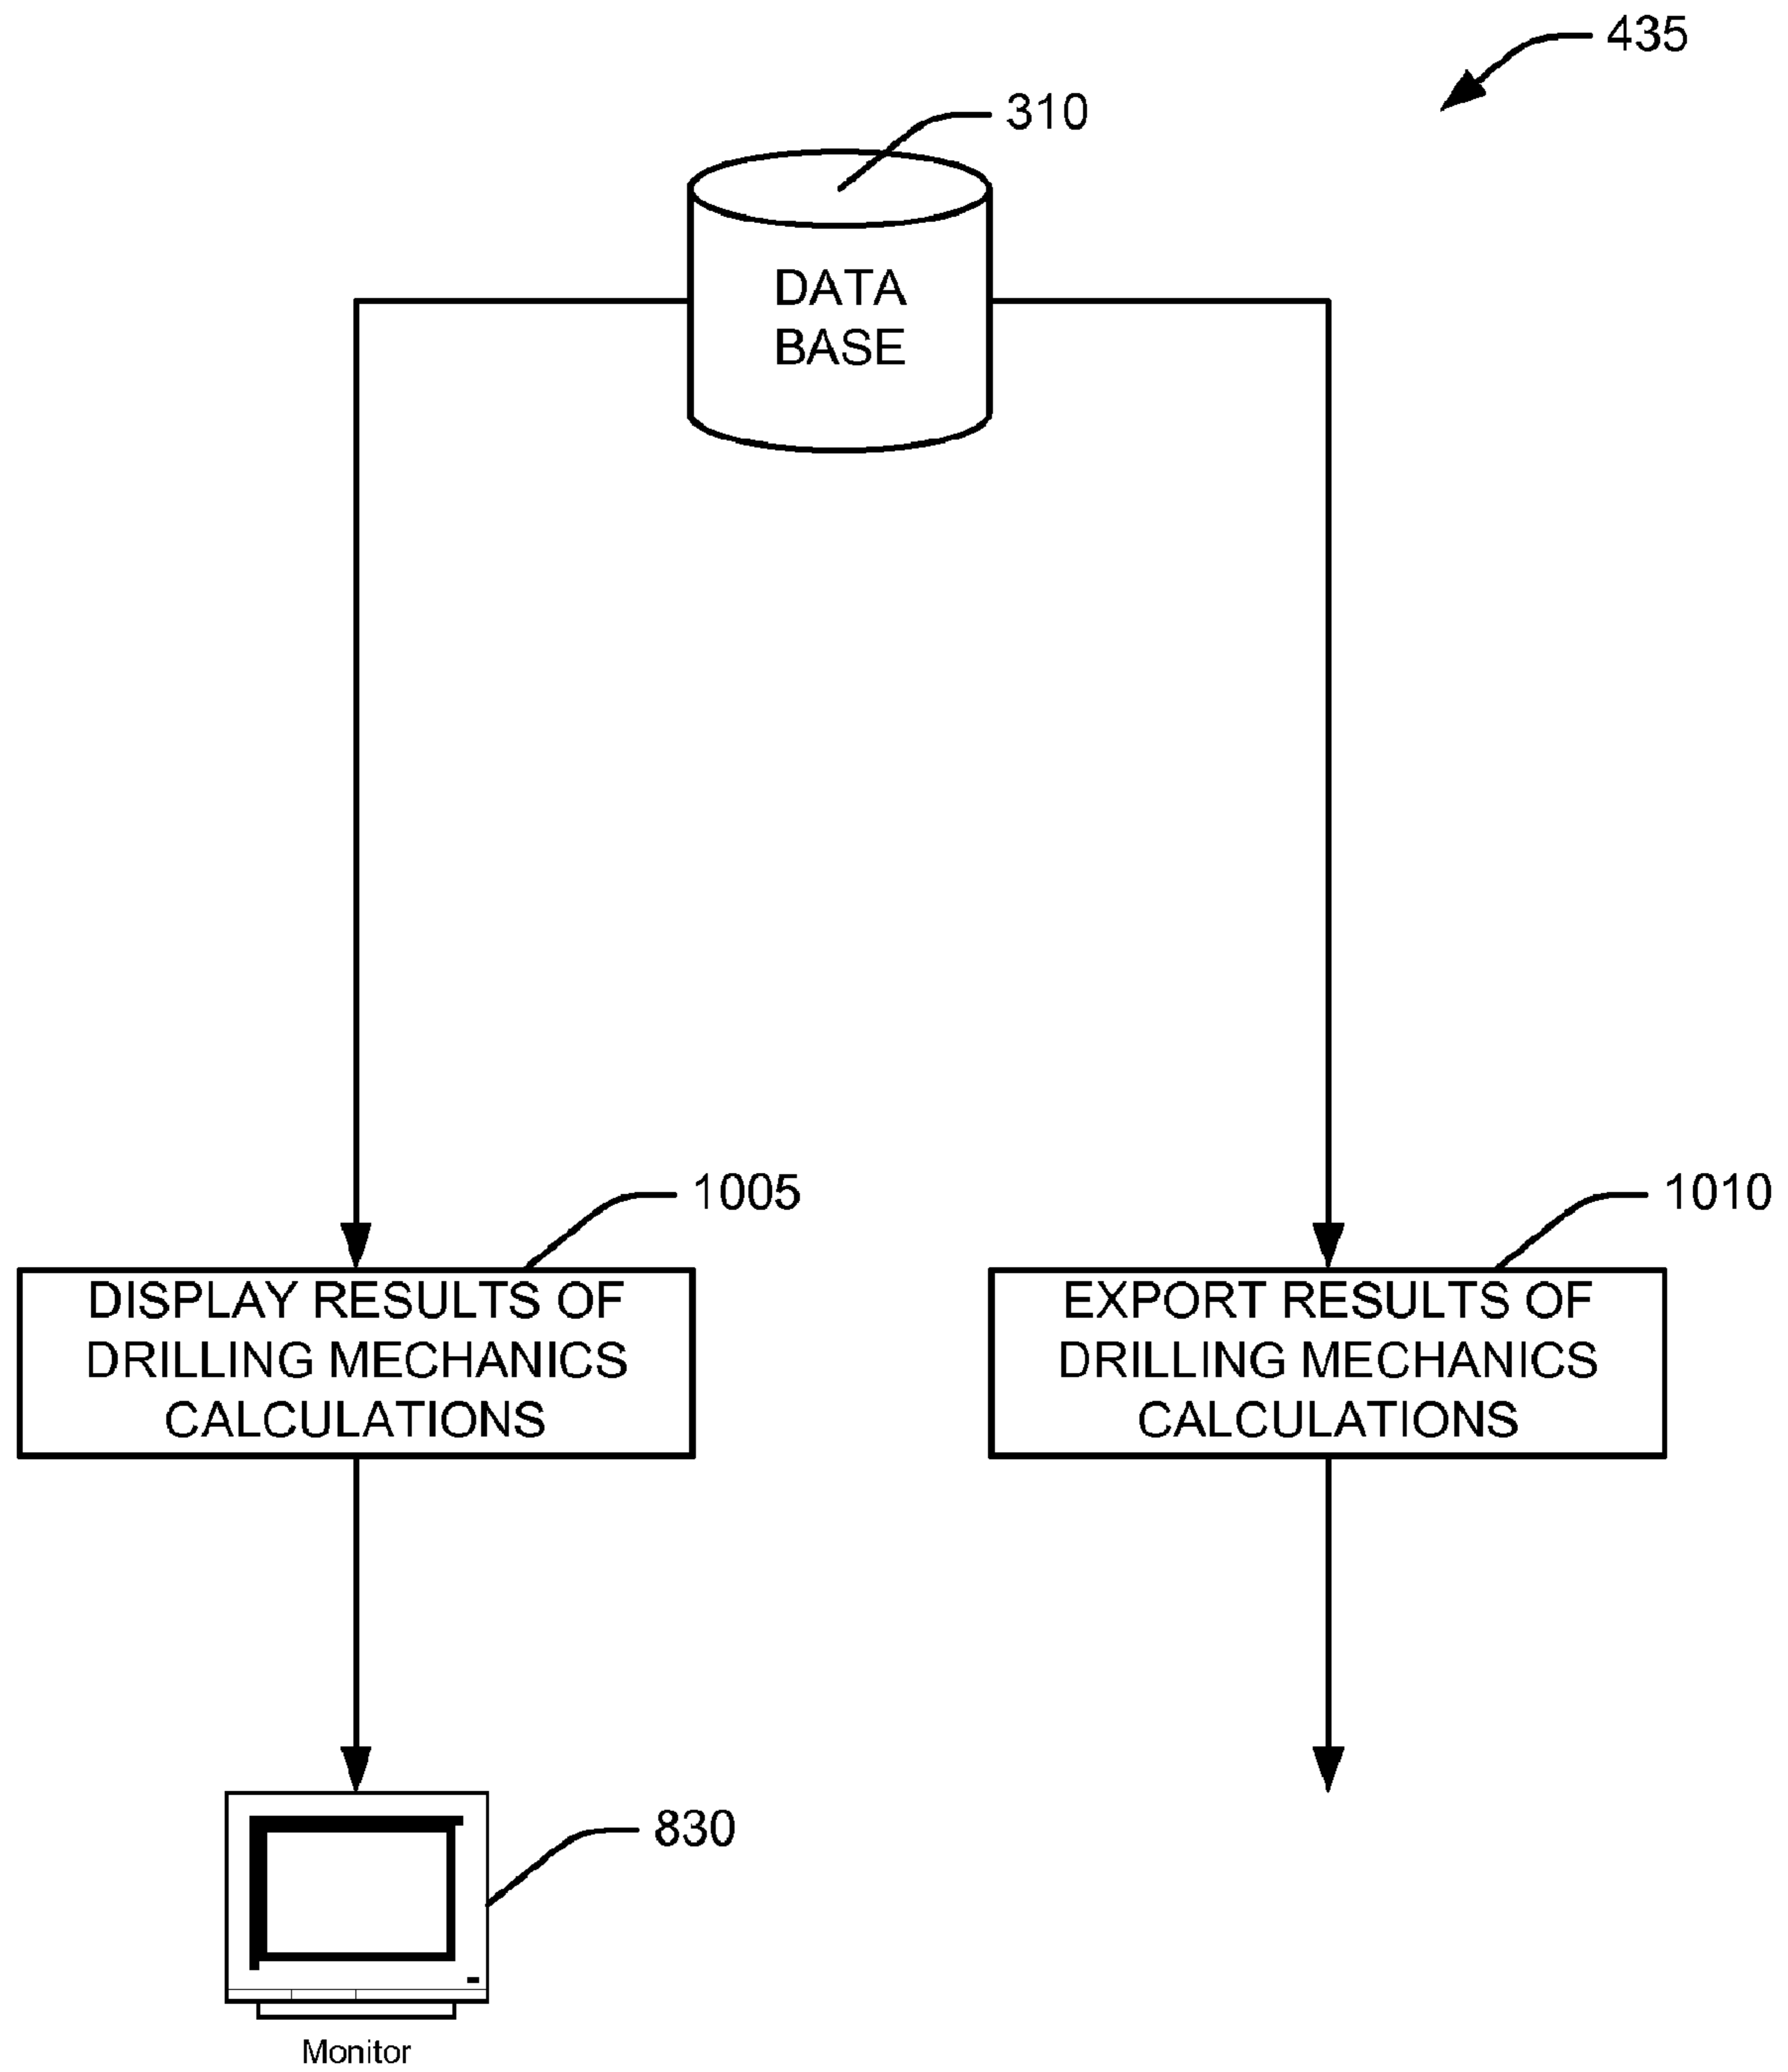 435
310
DATA
BASE
1005
1010
DISPLAY RESULTS OF
DRILLING MECHANICS
CALCULATIONS
EXPORT RESULTS OF
DRILLING MECHANICS
CALCULATIONS
830
Monitor